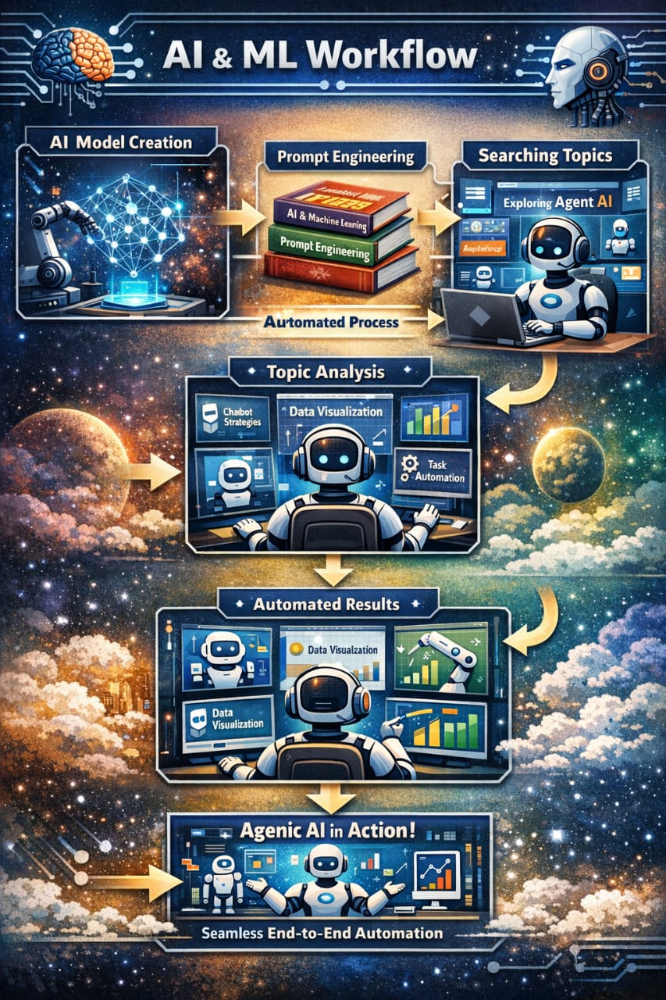 AI & ML Workflow
AI Model Creation
Prompt Engineering
AI & Machine Learning
Prompt Engineering
Searching Topics
Exploring Agent AI
Automated Process
Topic Analysis
Chatbot
Strategies
Data Visualization
Task
Automation
Automated Results
Data Visualization
Data
Visualization
Agenic AI in Action!
Seamless End-to-End Automation